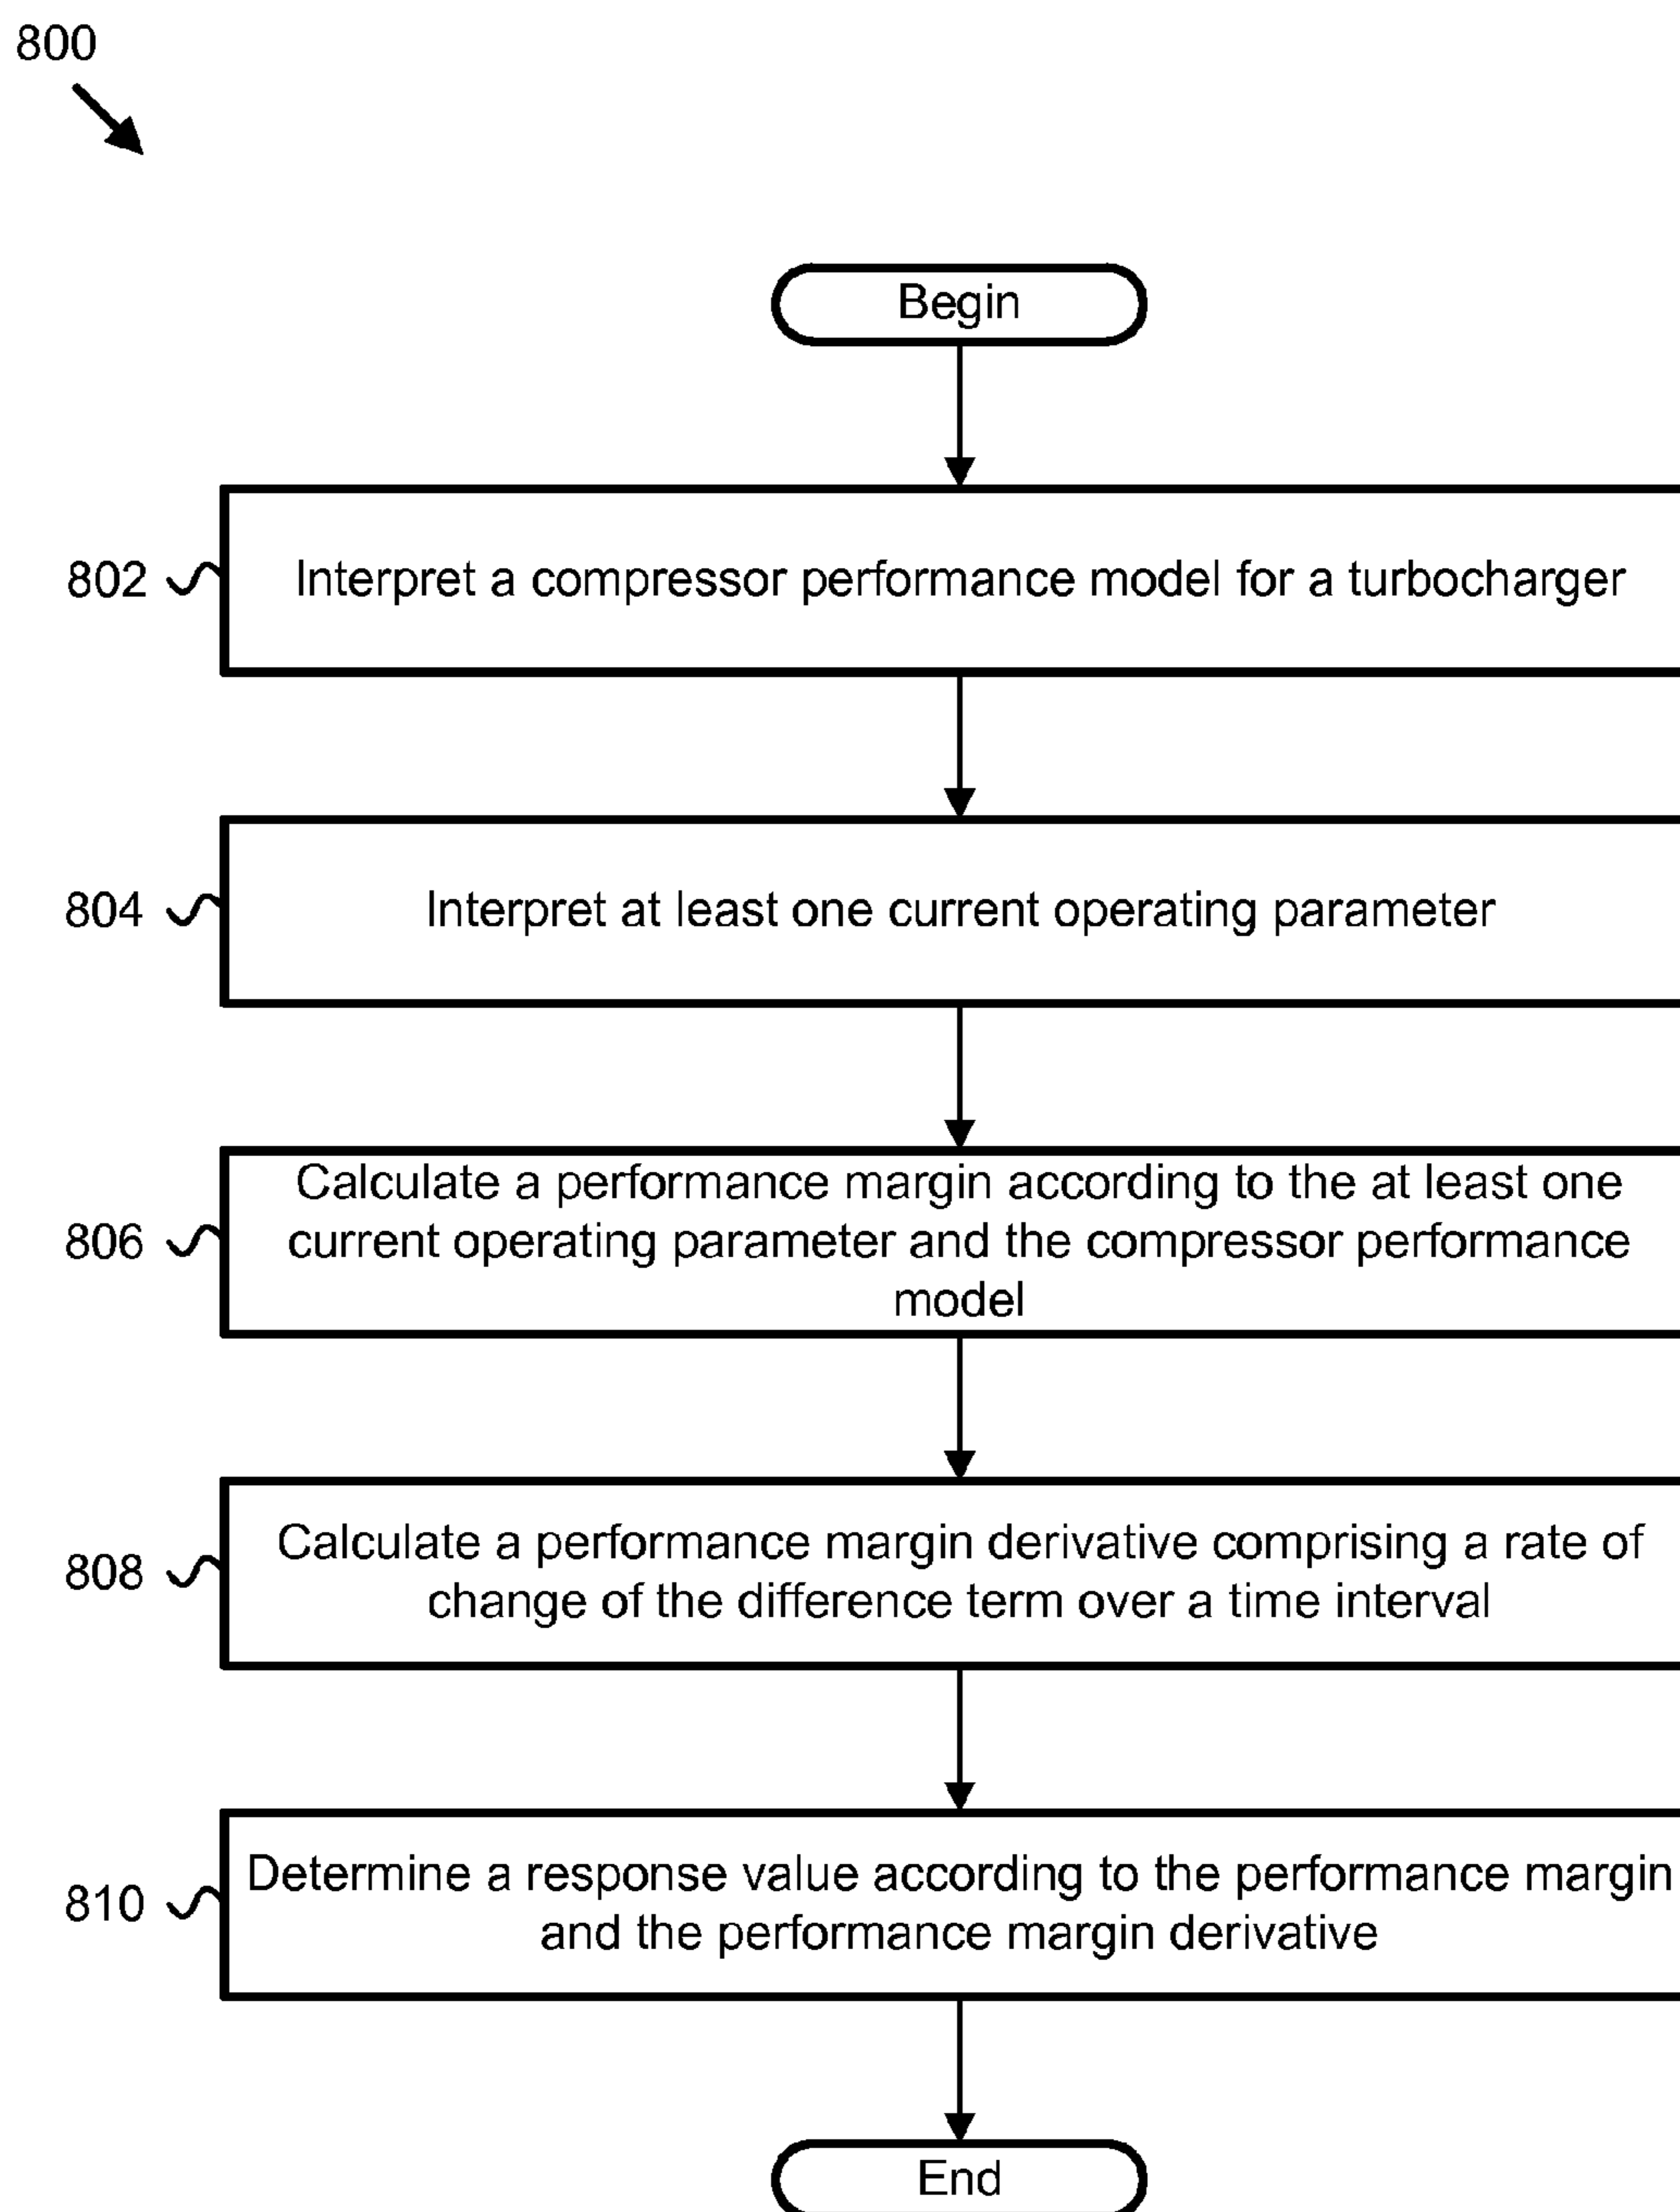 800
Begin
802
Interpret a compressor performance model for a turbocharger
804
Interpret at least one current operating parameter
806
Calculate a performance margin according to the at least one
current operating parameter and the compressor performance
model
808
Calculate a performance margin derivative comprising a rate of
change of the difference term over a time interval
810
Determine a response value according to the performance margin
and the performance margin derivative
End